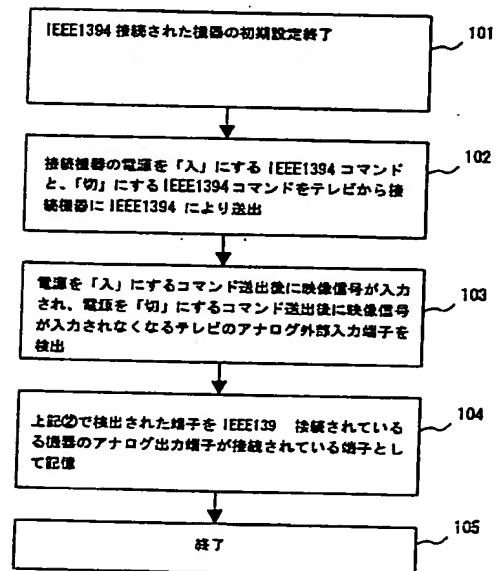 IEEE1394 接続された機器の初期設定終了
101
接続機器の電源を「入」にする IEEE1394 コマンド
と、「切」にする IEEE1394 コマンドをテレビから接
続機器に IEEE1394 により送出
102
電源を「入」にするコマンド送出後に映像信号が入力
され、電源を「切」にするコマンド送出後に映像信号
が入力されなくなるテレビのアナログ外部入力端子を
検出
103
上記②で検出された端子を IEEE139 接続されている
る機器のアナログ出力端子が接続されている端子とし
て記憶
104
終了
105